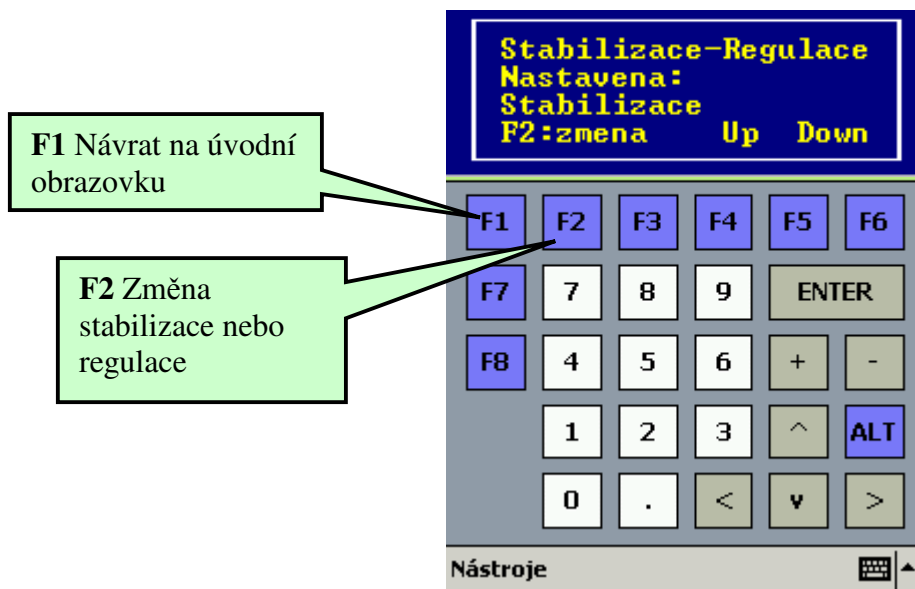 Stabilizace-Regulace
Nastavena:
Stabilizace
F2:zmena Up Down
F1 Návrat na úvodní
obrazovku
F2 Změna
stabilizace nebo
regulace
F1 F2 F3 F4 F5 F6
F7 7 8 9 ENTER
F8 4 5 6 + -
1 2 3 ^ ALT
0 . < v >
Nástroje